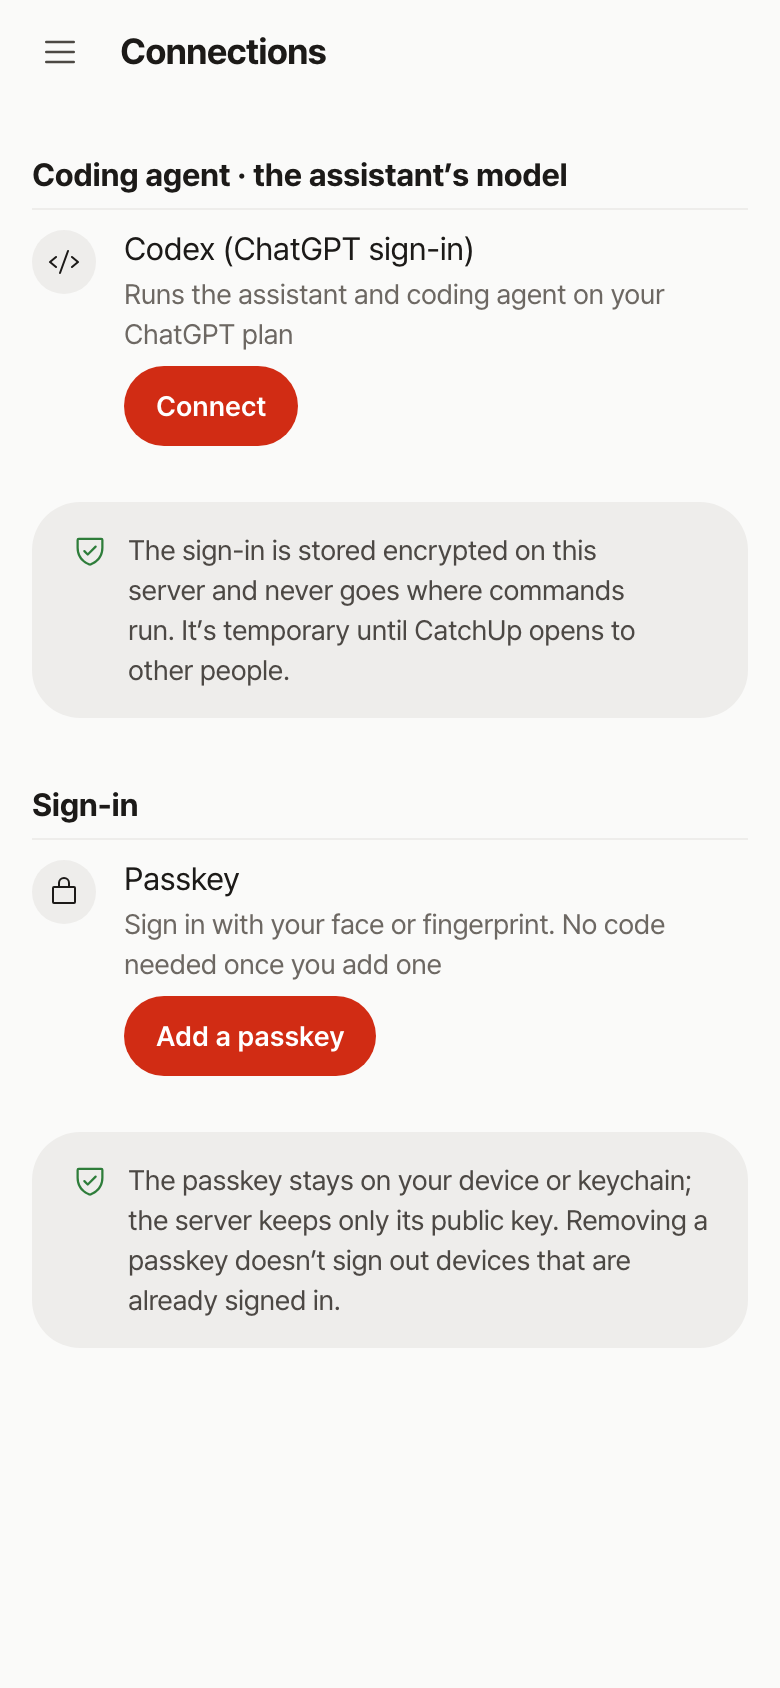 Connections
Coding agent · the assistant’s model
</>
Codex (ChatGPT sign-in)
Runs the assistant and coding agent on your
ChatGPT plan
Connect
The sign-in is stored encrypted on this
server and never goes where commands
run. It’s temporary until CatchUp opens to
other people.
Sign-in
Passkey
Sign in with your face or fingerprint. No code
needed once you add one
Add a passkey
The passkey stays on your device or keychain;
the server keeps only its public key. Removing a
passkey doesn’t sign out devices that are
already signed in.